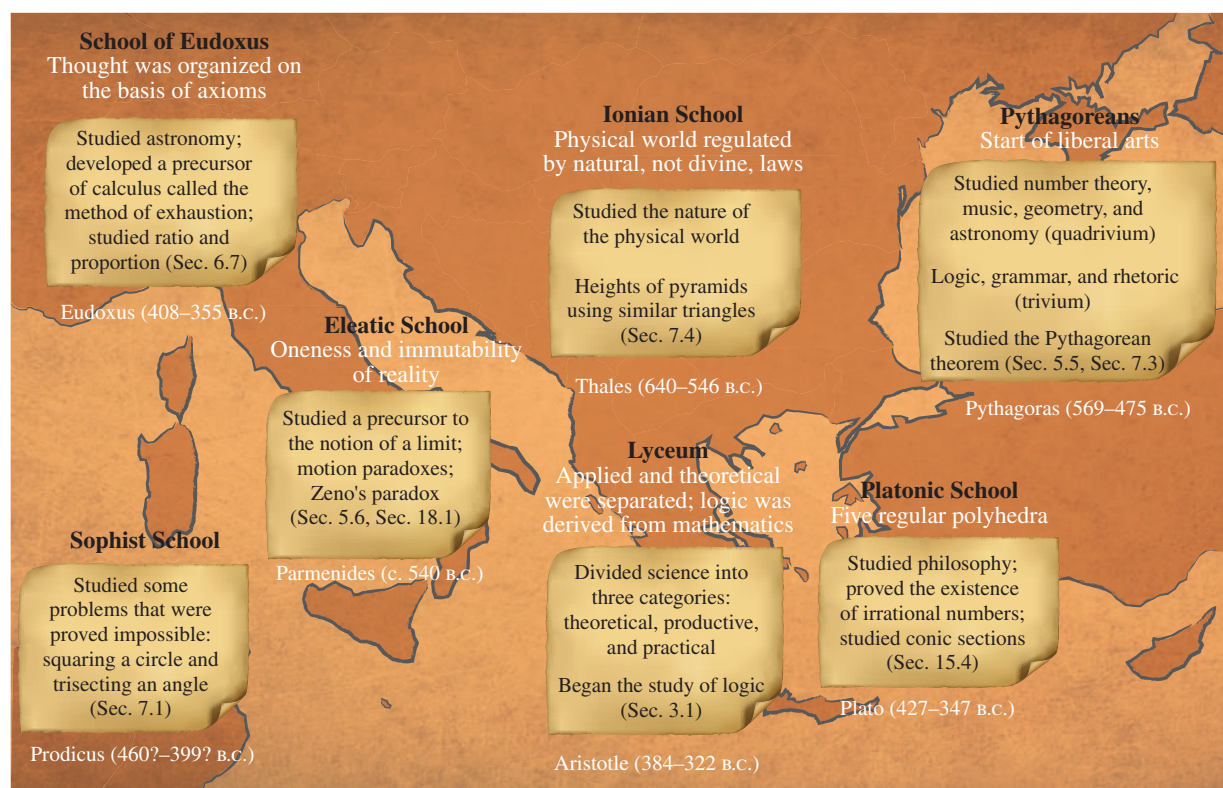 School of Eudoxus
Thought was organized on
the basis of axioms
Studied astronomy;
developed a precursor
of calculus called the
method of exhaustion;
studied ratio and
proportion (Sec. 6.7)
Eudoxus (408–355 B.C.)
Ionian School
Physical world regulated
by natural, not divine, laws
Studied the nature of
the physical world
Heights of pyramids
using similar triangles
(Sec. 7.4)
Thales (640–546 B.C.)
Pythagoreans
Start of liberal arts
Studied number theory,
music, geometry, and
astronomy (quadrivium)
Logic, grammar, and rhetoric
(trivium)
Studied the Pythagorean
theorem (Sec. 5.5, Sec. 7.3)
Pythagoras (569–475 B.C.)
Eleatic School
Oneness and immutability
of reality
Studied a precursor to
the notion of a limit;
motion paradoxes;
Zeno's paradox
(Sec. 5.6, Sec. 18.1)
Parmenides (c. 540 B.C.)
Sophist School
Studied some
problems that were
proved impossible:
squaring a circle and
trisecting an angle
(Sec. 7.1)
Prodicus (460?–399? B.C.)
Lyceum
Applied and theoretical
were separated; logic was
derived from mathematics
Divided science into
three categories:
theoretical, productive,
and practical
Began the study of logic
(Sec. 3.1)
Aristotle (384–322 B.C.)
Platonic School
Five regular polyhedra
Studied philosophy;
proved the existence
of irrational numbers;
studied conic sections
(Sec. 15.4)
Plato (427–347 B.C.)